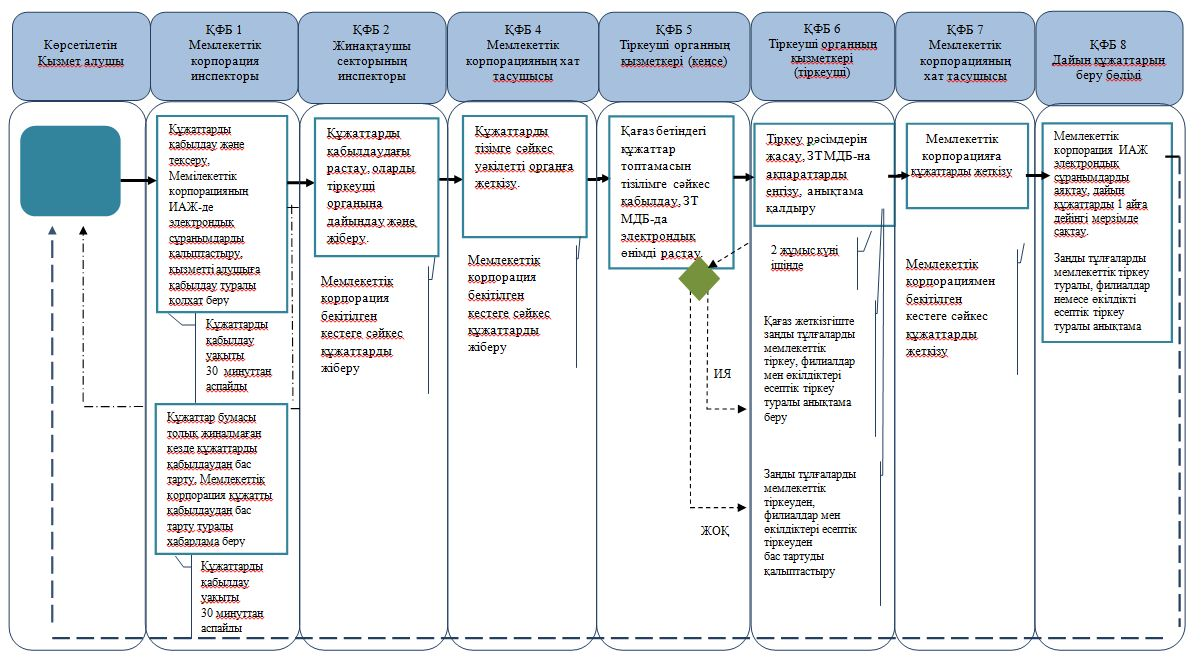 Көрсетілетін
Қызмет алушы
ҚФБ 1
Мемлекеттік
корпорация
инспекторы
ҚФБ 2
Жинақтаушы
секторының
инспекторы
ҚФБ 4
Мемлекеттік
корпорацияның хат
тасушысы
ҚФБ 5
Тіркеуші органның
қызметкері (кеңсе)
ҚФБ 6
Тіркеуші органның
қызметкері
(тіркеуші)
ҚФБ 7
Мемлекеттік
корпорацияның
хат тасушысы
ҚФБ 8
Дайын құжаттарын
беру бөлімі
Құжаттарды
қабылдау және
тексеру,
Мемілекеттік
корпорацияның
ИАЖ-де
электрондық
сұранымдарды
қалыптастыру,
қызметті алушыға
қабылдау туралы
қолхат беру
Құжаттарды
қабылдау
уақыты
30 минуттан
аспайды
Құжаттар бумасы
толық жиналмаған
кезде құжаттарды
қабылдаудан бас
тарту, Мемлекеттік
корпорация құжатты
қабылдаудан бас
тарту туралы
хабарлама беру
Құжаттарды
қабылдау
уақыты
30 минуттан
аспайды
Құжаттарды
қабылдаудағы
растау, оларды
тіркеуші
органына
дайындау және
жіберу.
Мемлекеттік
корпорация
бекітілген
кестеге сәйкес
құжаттарды
жіберу
Құжаттарды
тізімге сәйкес
уәкілетті органға
жеткізу.
Мемлекеттік
корпорация
бекітілген
кестеге сәйкес
құжаттарды
жіберу
Қағаз бетіндегі
құжаттар
топтамасын
тізілімге сәйкес
қабылдау, ЗТ
МДБ-да
электрондық
өнімді растау.
ИЯ
ЖОҚ
Тіркеу рәсімдерін
жасау, ЗТ МДБ-на
ақпараттарды
енгізу, анықтама
қалдыру
2 жұмыс күні
ішінде
Қағаз жеткізгіште
заңды тұлғаларды
мемлекеттік
тіркеу, филиалдар
мен өкілдіктері
есептік тіркеу
туралы анықтама
беру
Заңды тұлғаларды
мемлекеттік
тіркеуден,
филиалдар мен
өкілдіктері есептік
тіркеуден
бас тартуды
қалыптастыру
Мемлекеттік
корпорацияға
құжаттарды жеткізу
Мемлекеттік
корпорациямен
бекітілген
кестеге сәйкес
құжаттарды
жеткізу
Мемлекеттік
корпорация ИАЖ
электрондық
сұранымдарды
аяқтау, дайын
құжаттарды 1 айға
дейінгі мерзімде
сақтау.
Заңды тұлғаларды
мемлекеттік тіркеу
туралы, филиалдар
немесе өкілдікті
есептік тіркеу
туралы анықтама